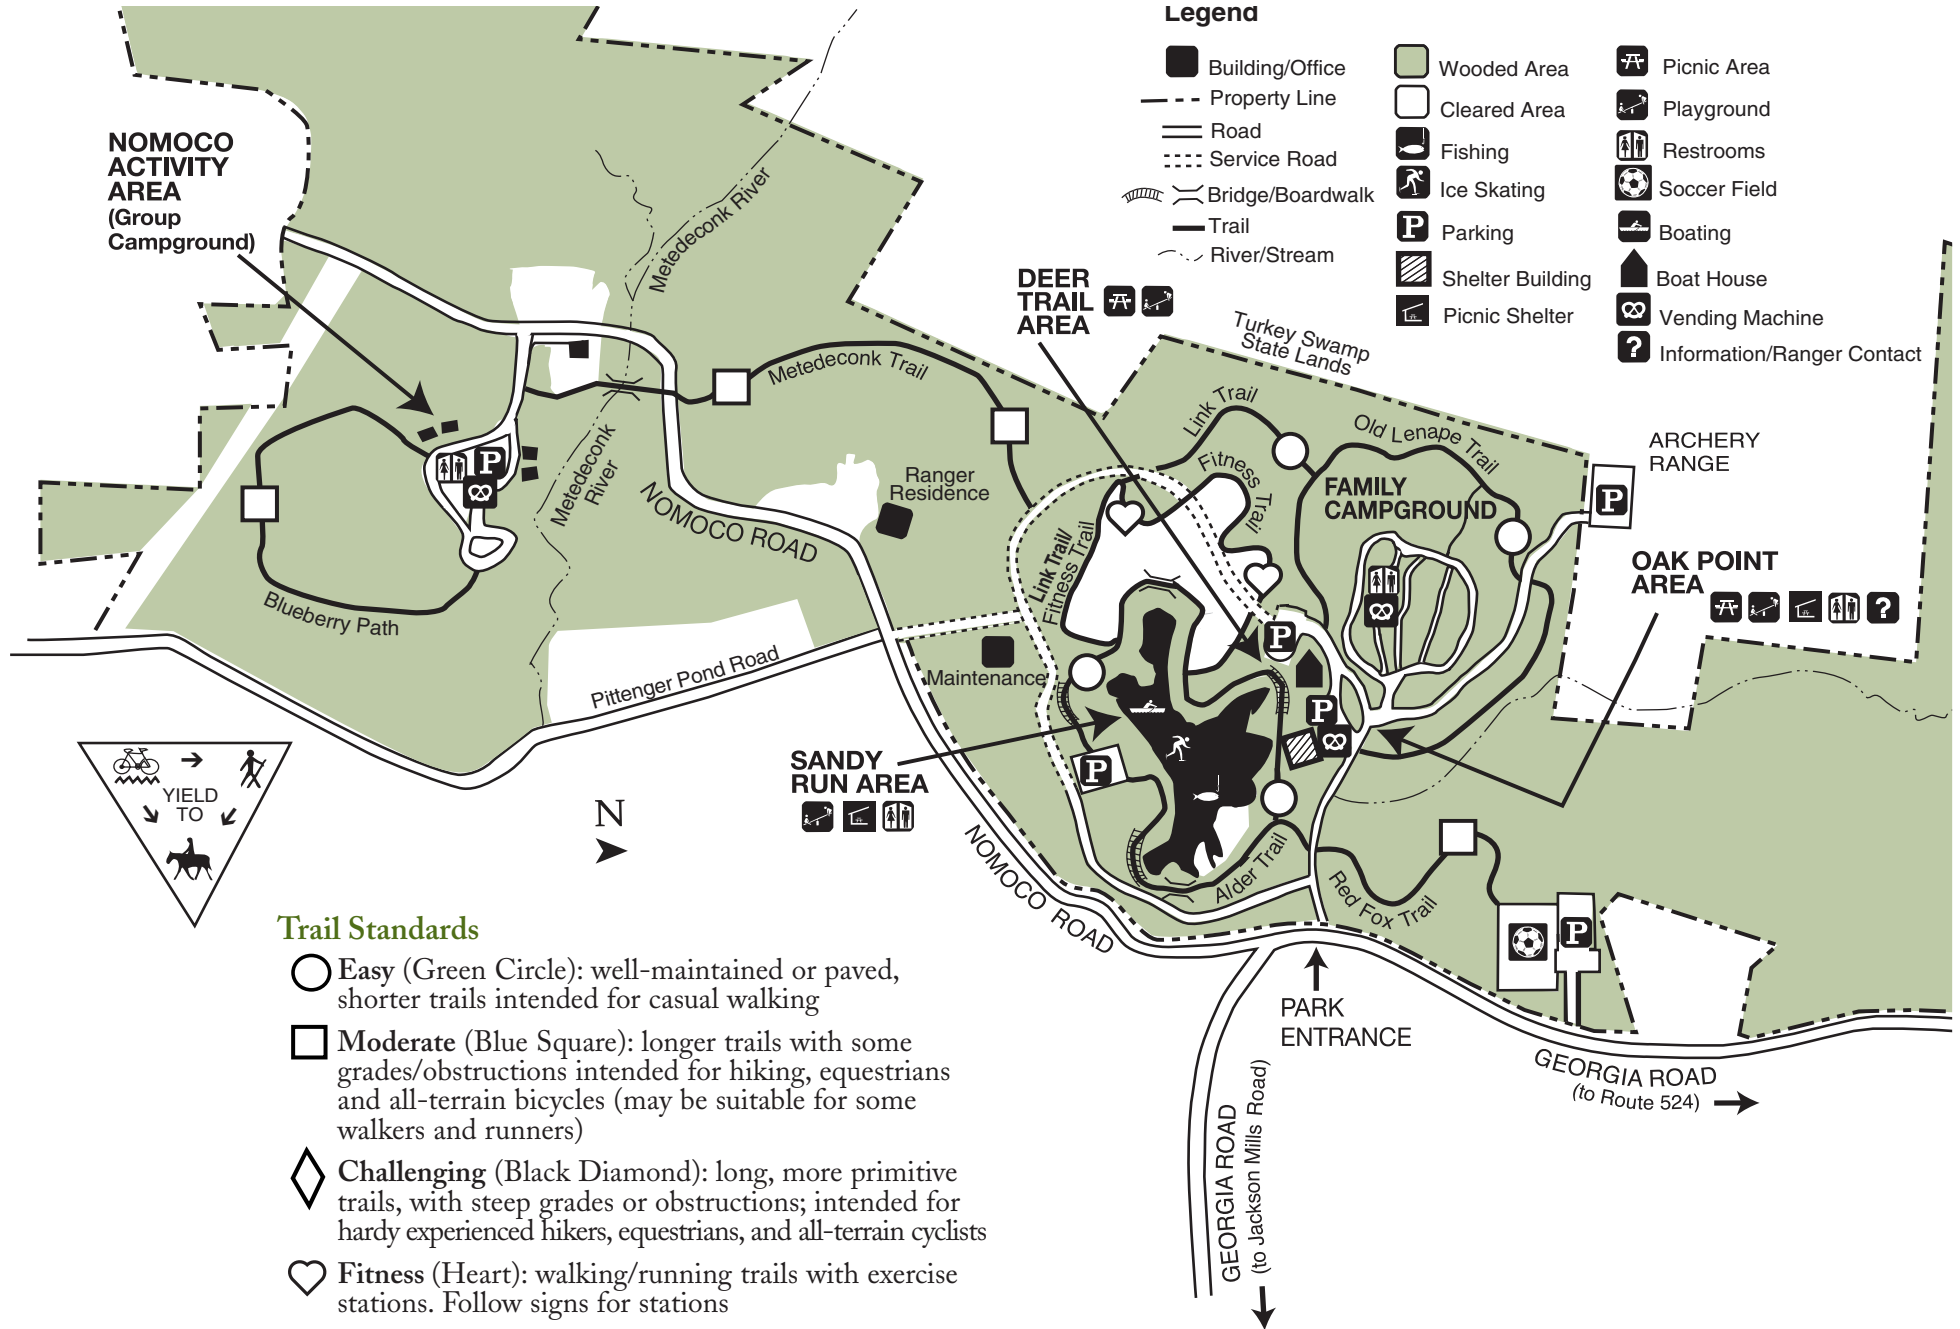 Legend
Building/Office
Property Line
Road
Service Road
Bridge/Boardwalk
Trail
River/Stream
Wooded Area
Cleared Area
Fishing
Ice Skating
P
Parking
Shelter Building
Picnic Shelter
Picnic Area
Playground
Restrooms
Soccer Field
Boating
Boat House
Vending Machine
?
Information/Ranger Contact
NOMOCO
ACTIVITY
AREA
(Group
Campground)
Metedeconk River
DEER
TRAIL
AREA
Turkey Swamp
State Lands
Metedeconk Trail
Link Trail
Old Lenape Trail
Fitness Trail
FAMILY
CAMPGROUND
ARCHERY
RANGE
P
P
Metedeconk
River
Ranger
Residence
NOMOCO ROAD
Link Trail/
Fitness Trail
OAK POINT
AREA
?
Blueberry Path
Pittenger Pond Road
Maintenance
P
P
SANDY
RUN AREA
P
YIELD
TO
N
NOMOCO ROAD
Alder Trail
Red Fox Trail
P
PARK
ENTRANCE
GEORGIA ROAD
(to Route 524)
GEORGIA ROAD
(to Jackson Mills Road)
Trail Standards
Easy (Green Circle): well-maintained or paved,
shorter trails intended for casual walking
Moderate (Blue Square): longer trails with some
grades/obstructions intended for hiking, equestrians
and all-terrain bicycles (may be suitable for some
walkers and runners)
Challenging (Black Diamond): long, more primitive
trails, with steep grades or obstructions; intended for
hardy experienced hikers, equestrians, and all-terrain cyclists
Fitness (Heart): walking/running trails with exercise
stations. Follow signs for stations